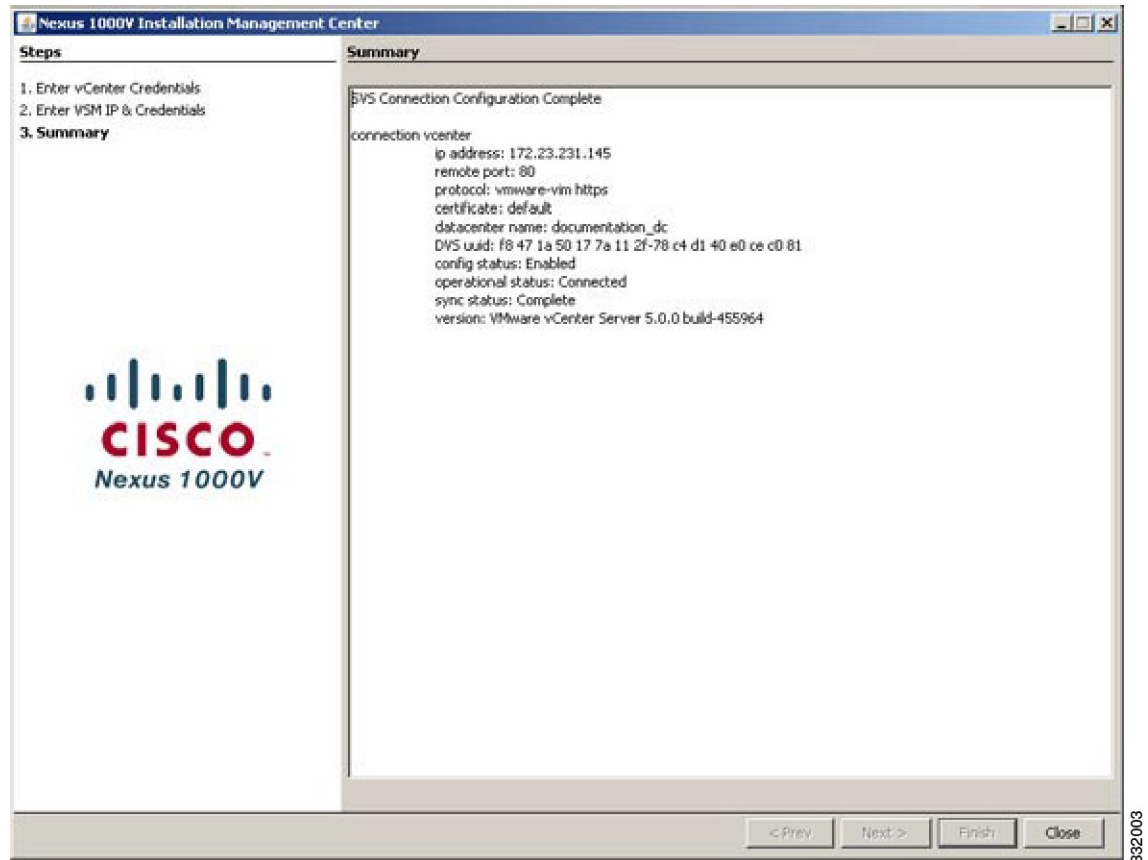 Nexus 1000V Installation Management Center
Steps
1. Enter vCenter Credentials
2. Enter VSM IP & Credentials
3. Summary
CISCO
Nexus 1000V
Summary
SVS Connection Configuration Complete
connection vcenter
ip address: 172.23.231.145
remote port: 80
protocol: vmware-vim https
certificate: default
datacenter name: documentation_dc
DVS uuid: f8 47 1a 50 17 7a 11 2f-78 c4 d1 40 e0 ce c0 81
config status: Enabled
operational status: Connected
sync status: Complete
version: VMware vCenter Server 5.0.0 build-455964
< Prev
Next >
Finish
Close
332003